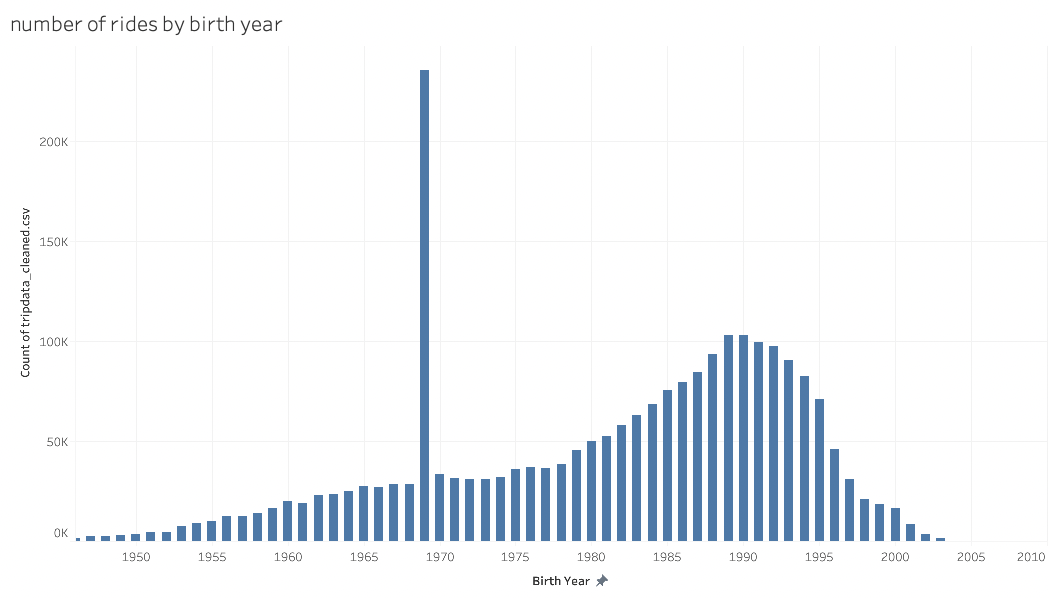 number of rides by birth year
Count of tripdata_cleaned.csv
200K
150K
100K
50K
0K
1950 1955 1960 1965 1970 1975 1980 1985 1990 1995 2000 2005 2010
Birth Year